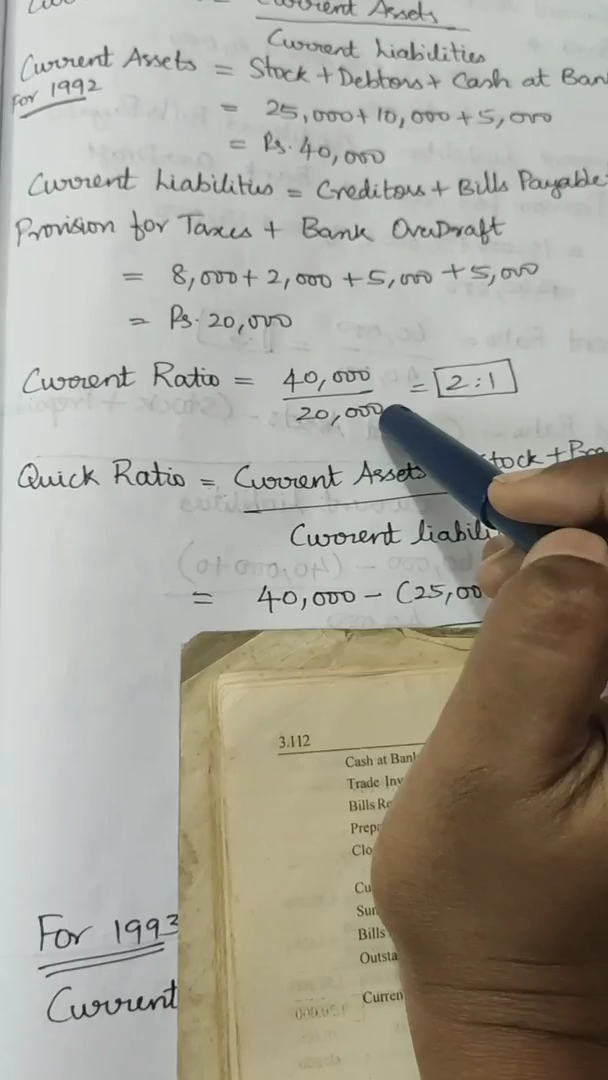 Current Assets
Current Liabilities
Current Assets = Stock + Debtors + Cash at Ban
For 1992
= 25,000 + 10,000 + 5,000
= Rs. 40,000
Current Liabilities = Creditors + Bills Payable
Provision for Taxes + Bank OverDraft
= 8,000 + 2,000 + 5,000 + 5,000
= Rs. 20,000
Current Ratio = 40,000 = 2:1
20,000
Quick Ratio = Current Assets stock +
Current liabili
= 40,000 - (25,00
3.112
Cash at Bank
Trade Inv
Bills Re
Prep
Clo
Cu
Sun
Bills
Outsta
Curren
For 1993
Current